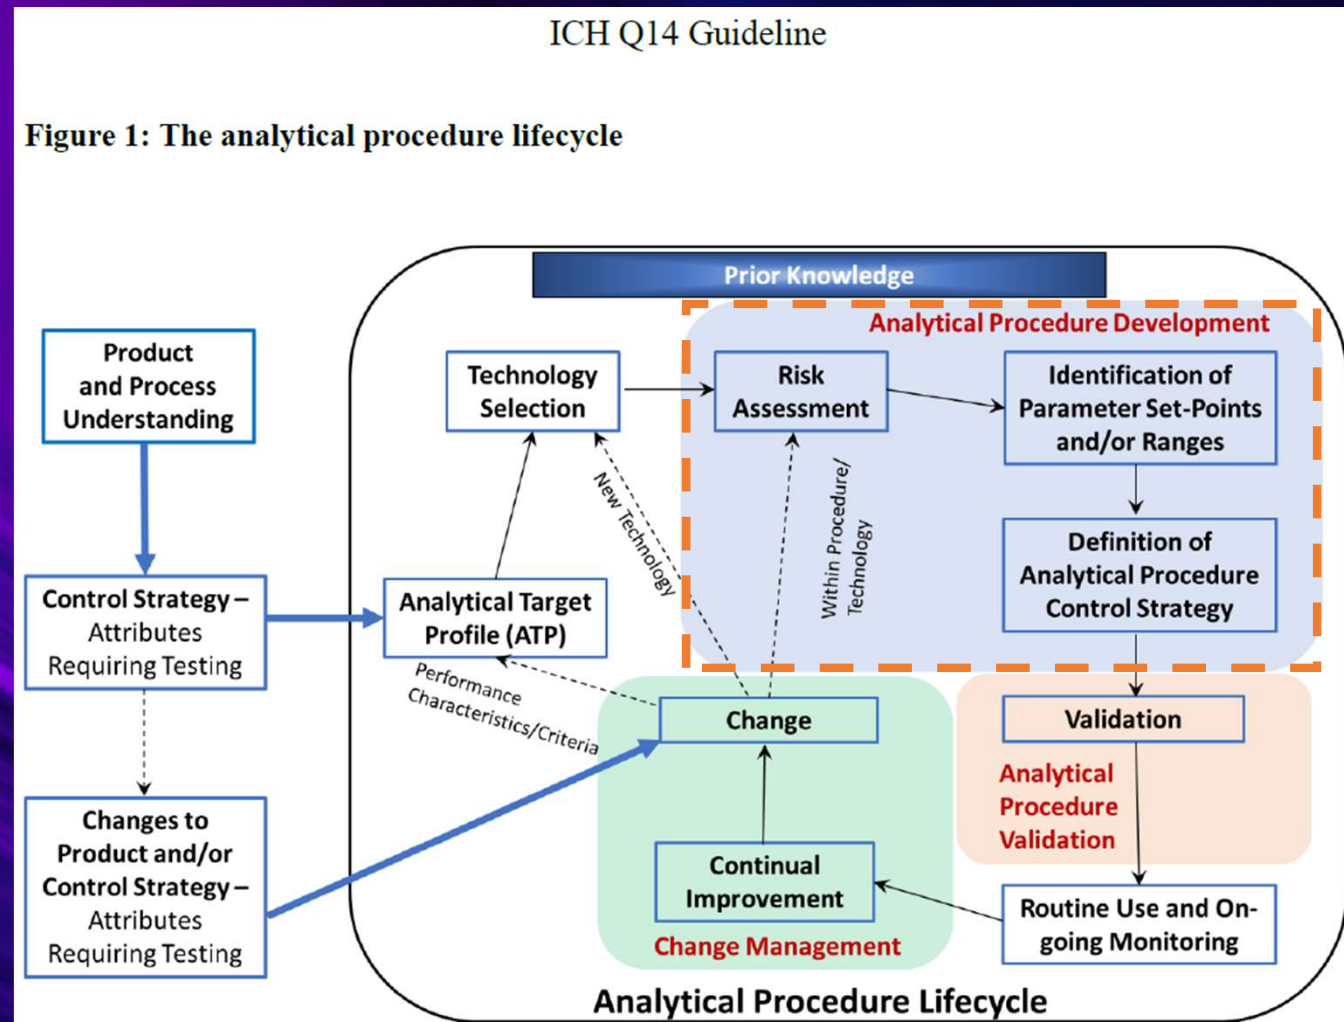 ICH Q14 Guideline
Figure 1: The analytical procedure lifecycle
Prior Knowledge
Analytical Procedure Development
Product
and Process
Understanding
Technology
Selection
Risk
Assessment
Identification of
Parameter Set-Points
and/or Ranges
New Technology
Within Procedure/
Technology
Control Strategy –
Attributes
Requiring Testing
Analytical Target
Profile (ATP)
Definition of
Analytical Procedure
Control Strategy
Performance
Characteristics/Criteria
Change
Validation
Analytical
Procedure
Validation
Changes to
Product and/or
Control Strategy –
Attributes
Requiring Testing
Continual
Improvement
Change Management
Routine Use and On-
going Monitoring
Analytical Procedure Lifecycle